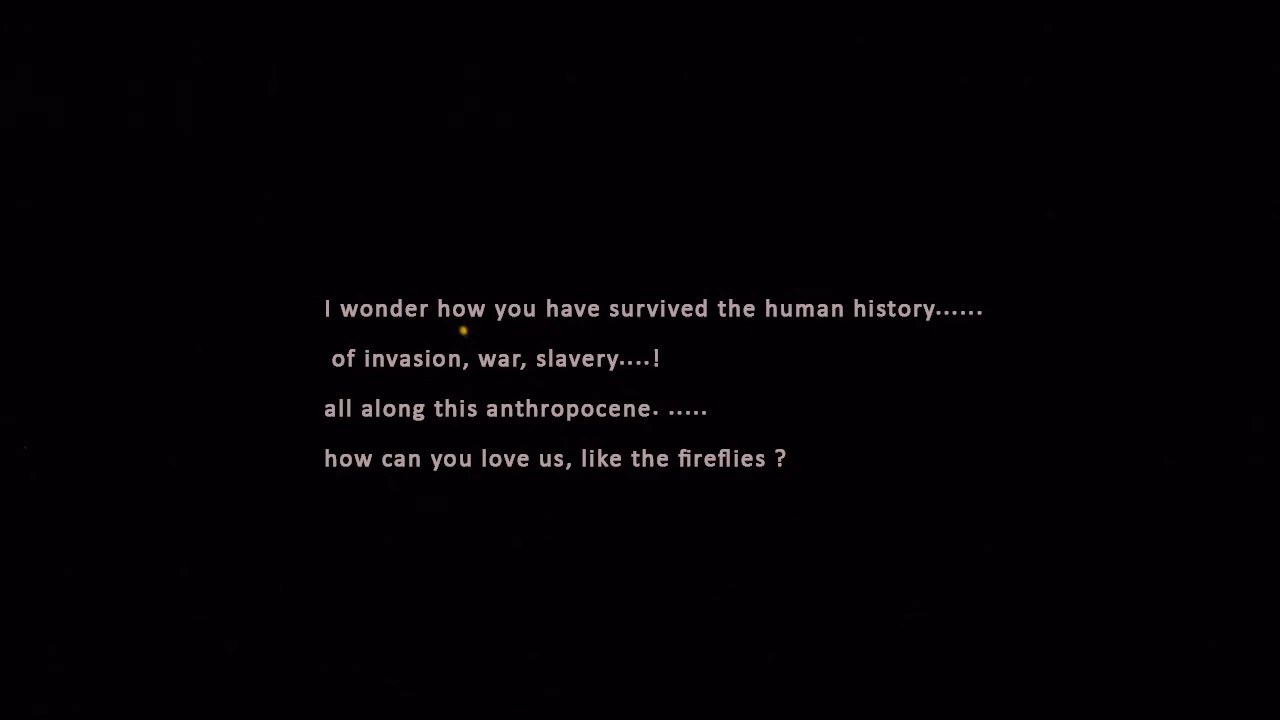 I wonder how you have survived the human history......
of invasion, war, slavery....!
all along this anthropocene. .....
how can you love us, like the fireflies ?